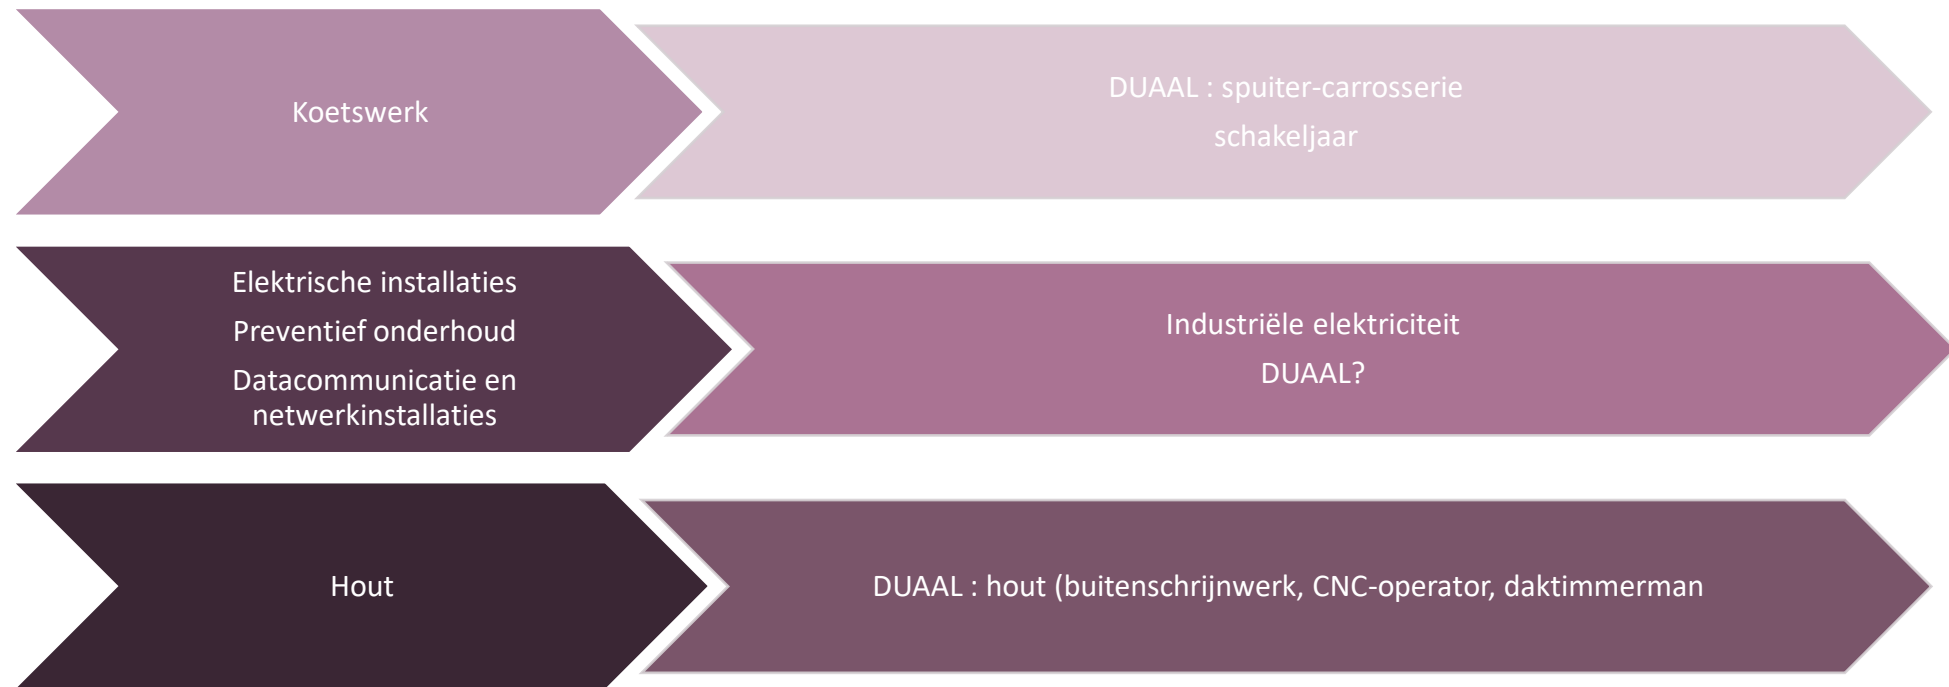 Koetswerk
DUAAL : spuiter-carrosserie
schakeljaar
Elektrische installaties
Preventief onderhoud
Datacommunicatie en
netwerkinstallaties
Industriële elektriciteit
DUAAL?
Hout
DUAAL : hout (buitenschrijnwerk, CNC-operator, daktimmerman